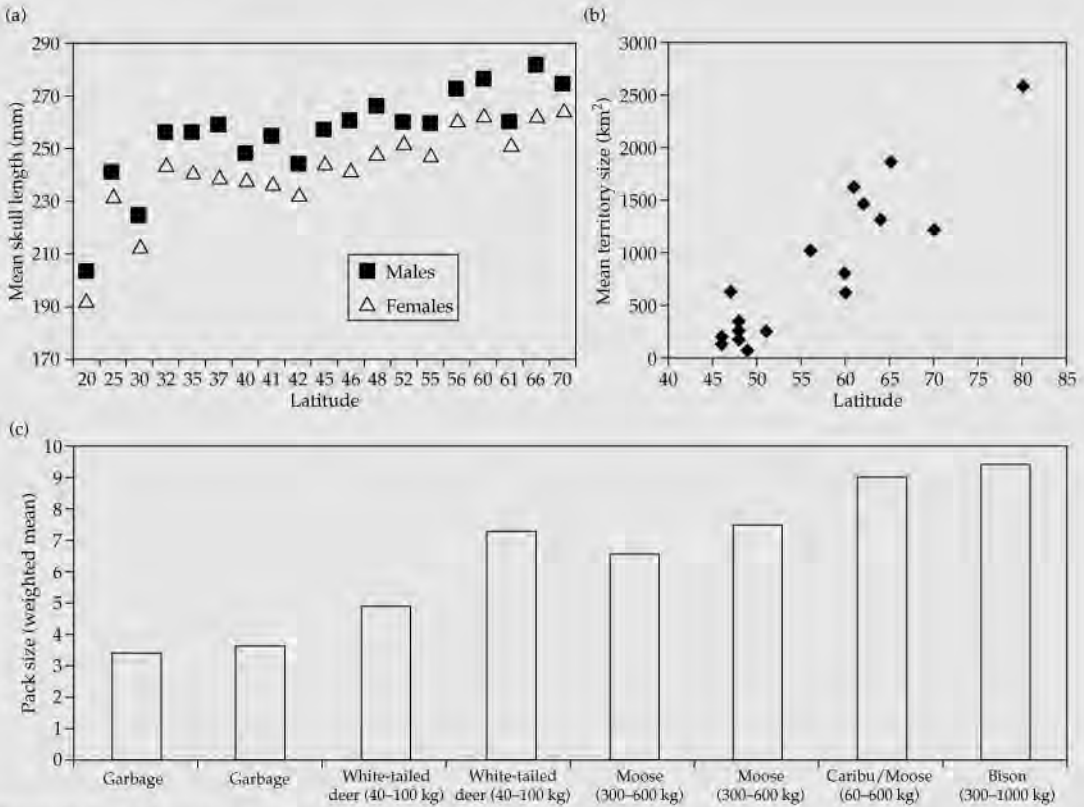 (a)
290
270
250
230
210
190
170
Mean skull length (mm)
Males
Females
20 25 30 32 35 37 40 41 42 45 46 48 52 55 56 60 61 66 70
Latitude
(b)
3000
2500
2000
1500
1000
500
0
Mean territory size (km²)
40 45 50 55 60 65 70 75 80 85
Latitude
(c)
10
9
8
7
6
5
4
3
2
1
0
Pack size (weighted mean)
Garbage
Garbage
White-tailed
deer (40–100 kg)
White-tailed
deer (40–100 kg)
Moose
(300–600 kg)
Moose
(300–600 kg)
Caribu/Moose
(60–600 kg)
Bison
(300–1000 kg)